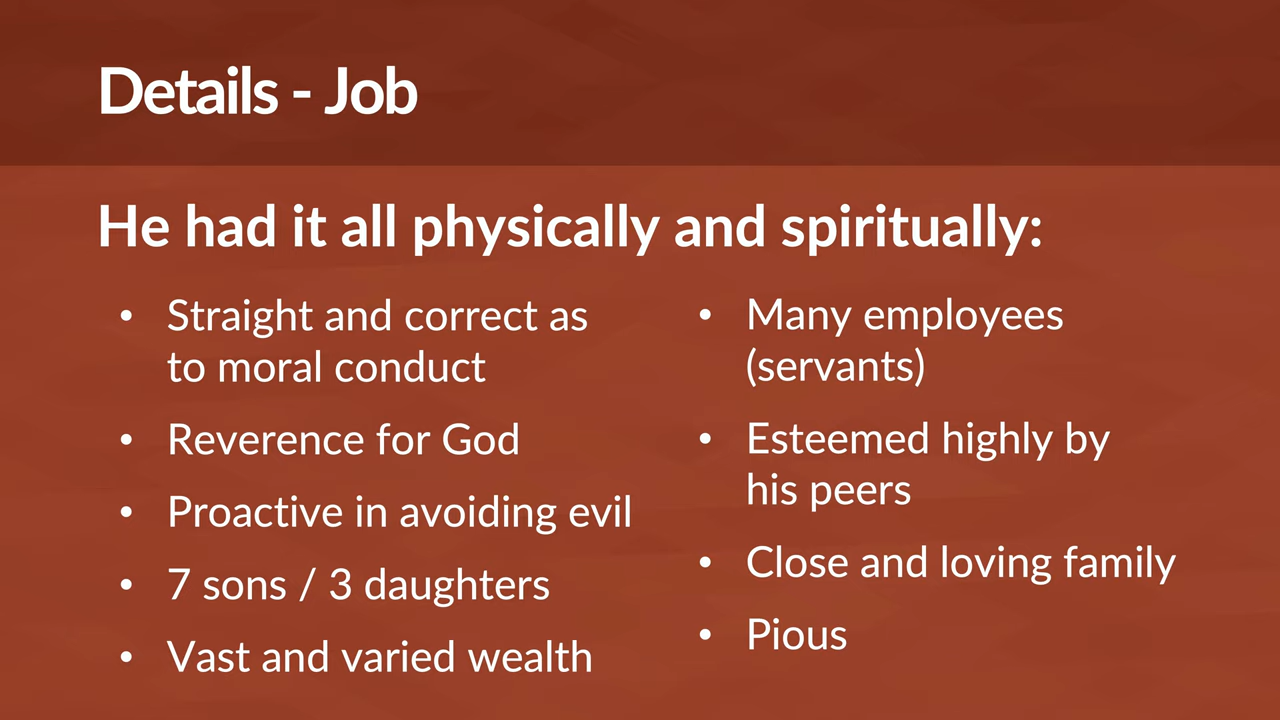 Details - Job
He had it all physically and spiritually:
• Straight and correct as
to moral conduct
• Reverence for God
• Proactive in avoiding evil
• 7 sons / 3 daughters
• Vast and varied wealth
• Many employees
(servants)
• Esteemed highly by
his peers
• Close and loving family
• Pious